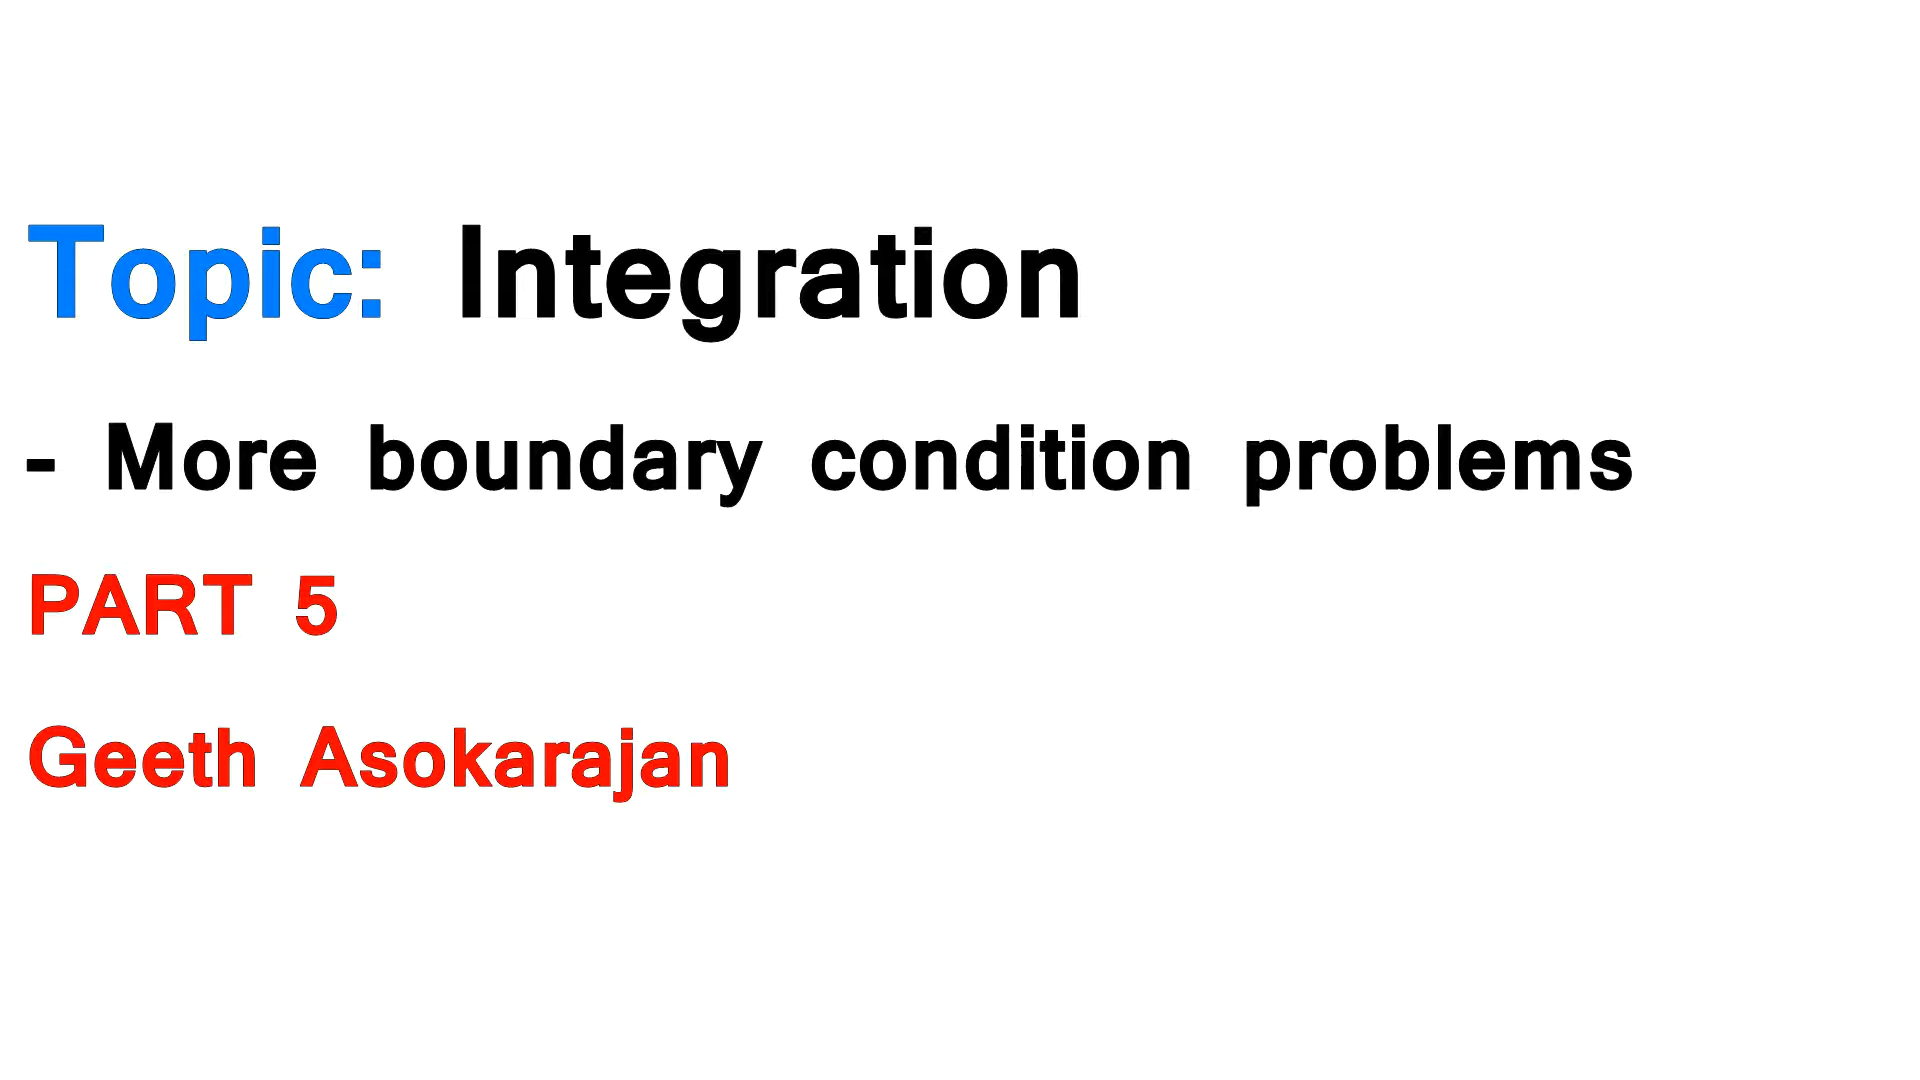 Topic: Integration
- More boundary condition problems
PART 5
Geeth Asokarajan